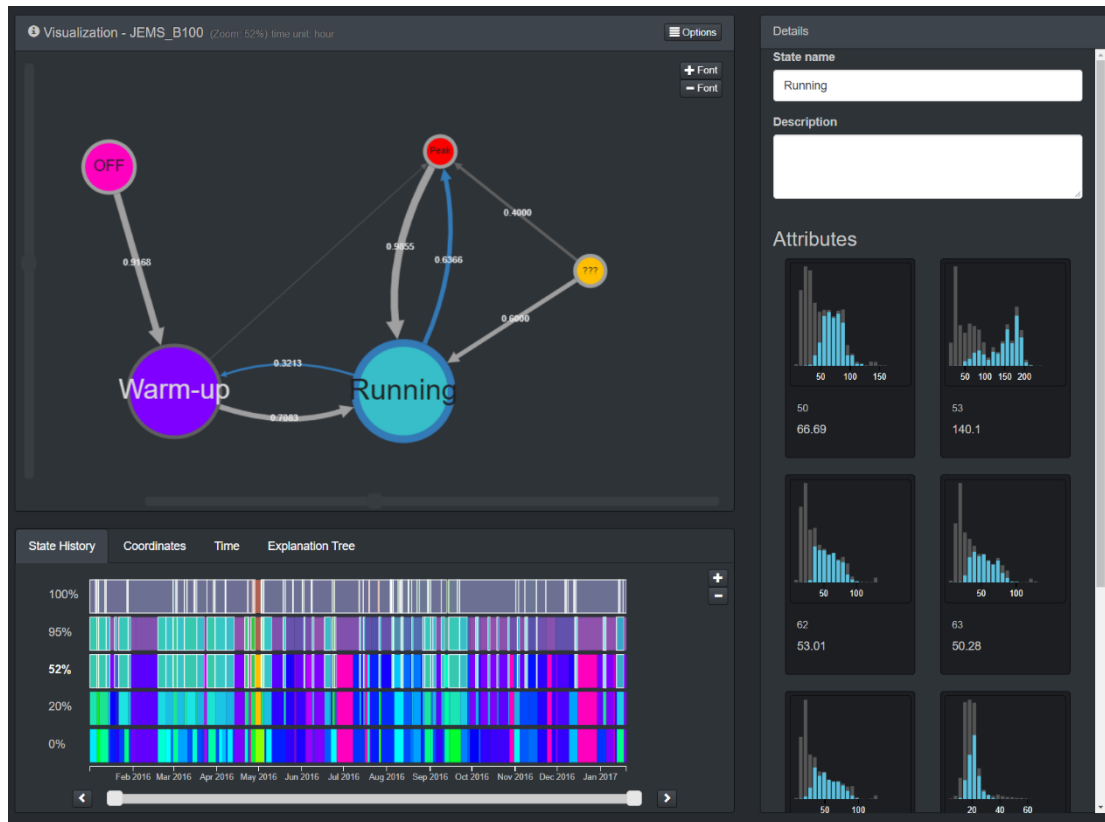 Visualization - JEMS_B100 (Zoom: 52%) time unit: hour
Options
+ Font
− Font
OFF
Peak
0.4000
0.9168
0.9855
0.6366
???
0.6000
0.3213
Warm-up
Running
0.7083
State History
Coordinates
Time
Explanation Tree
100%
95%
52%
20%
0%
Feb 2016 Mar 2016 Apr 2016 May 2016 Jun 2016 Jul 2016 Aug 2016 Sep 2016 Oct 2016 Nov 2016 Dec 2016 Jan 2017
Details
State name
Running
Description
Attributes
50 100 150
50 100 150 200
50
53
66.69
140.1
50 100
50 100
62
63
53.01
50.28
50 100
20 40 60